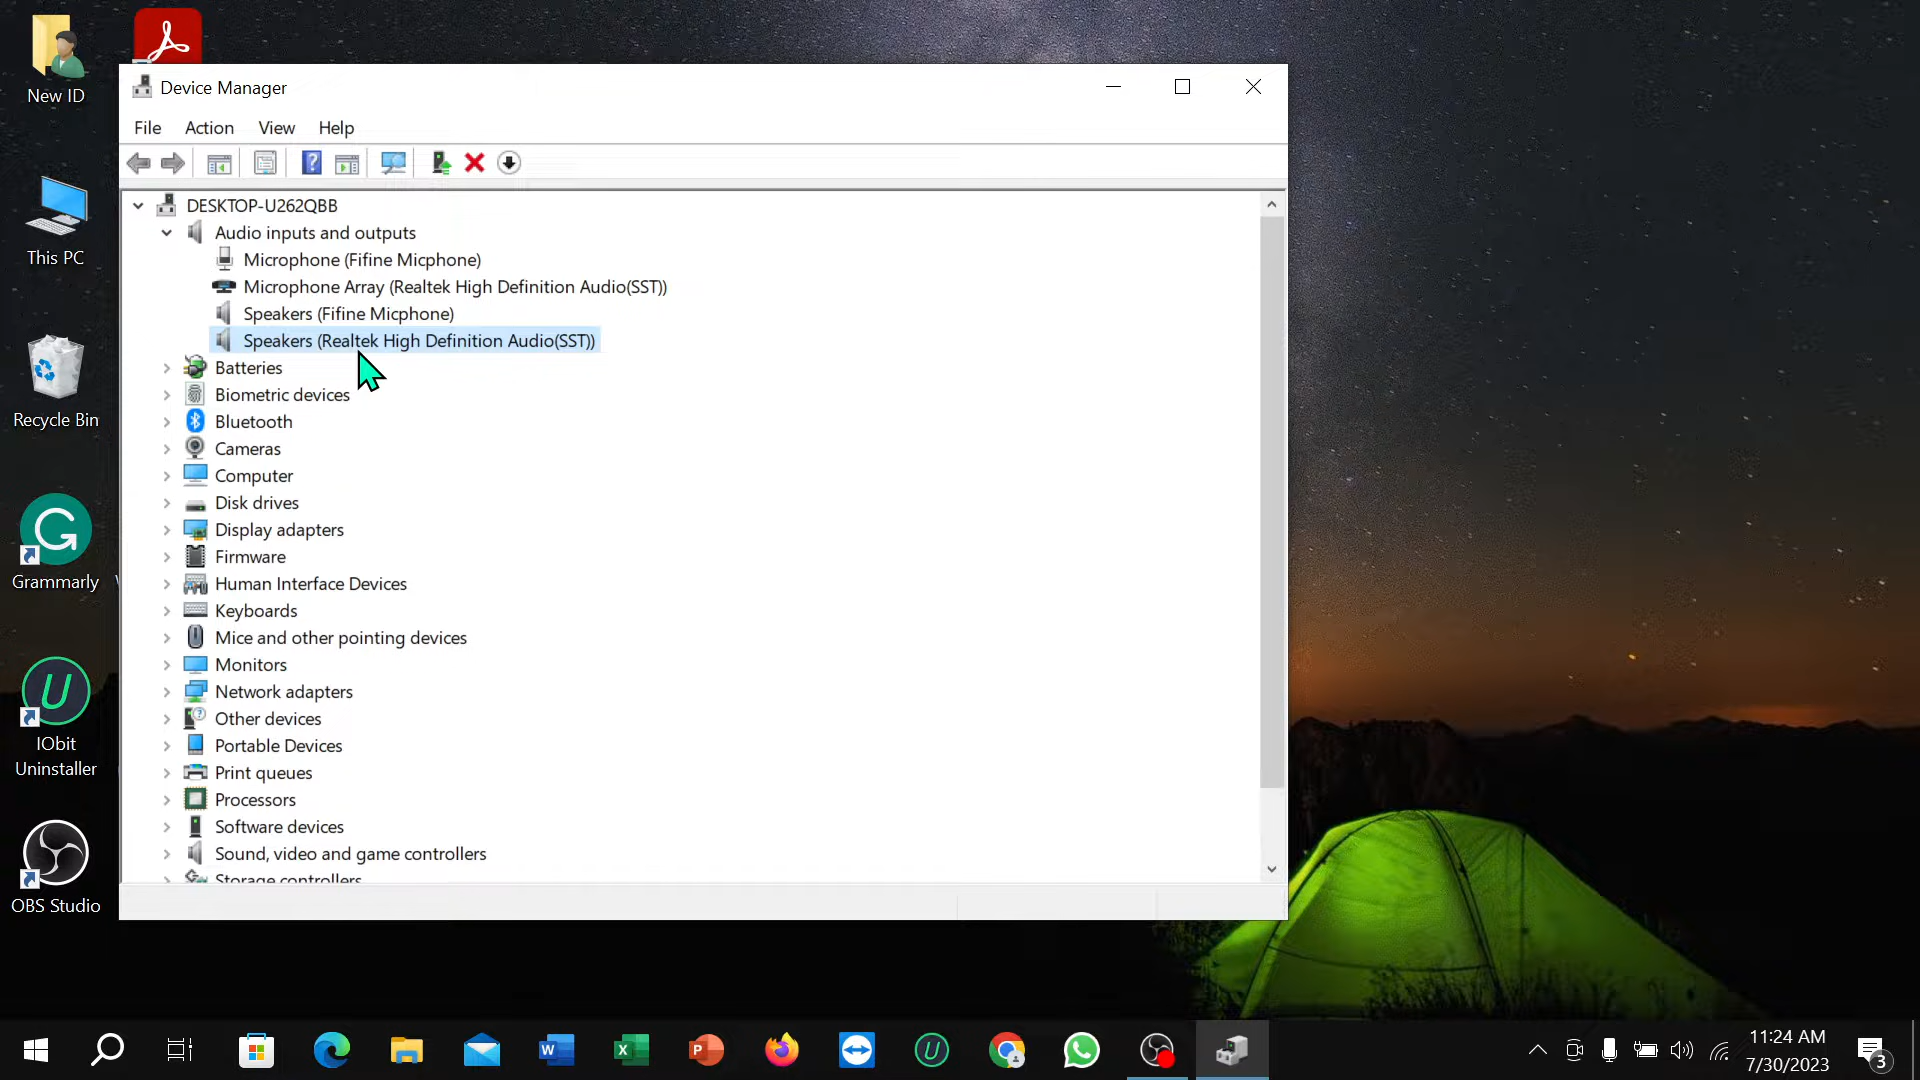 New ID
This PC
Recycle Bin
Grammarly
IObit
Uninstaller
OBS Studio
Device Manager
File Action View Help
DESKTOP-U262QBB
Audio inputs and outputs
Microphone (Fifine Micphone)
Microphone Array (Realtek High Definition Audio(SST))
Speakers (Fifine Micphone)
Speakers (Realtek High Definition Audio(SST))
Batteries
Biometric devices
Bluetooth
Cameras
Computer
Disk drives
Display adapters
Firmware
Human Interface Devices
Keyboards
Mice and other pointing devices
Monitors
Network adapters
Other devices
Portable Devices
Print queues
Processors
Software devices
Sound, video and game controllers
Storage controllers
11:24 AM
7/30/2023
3